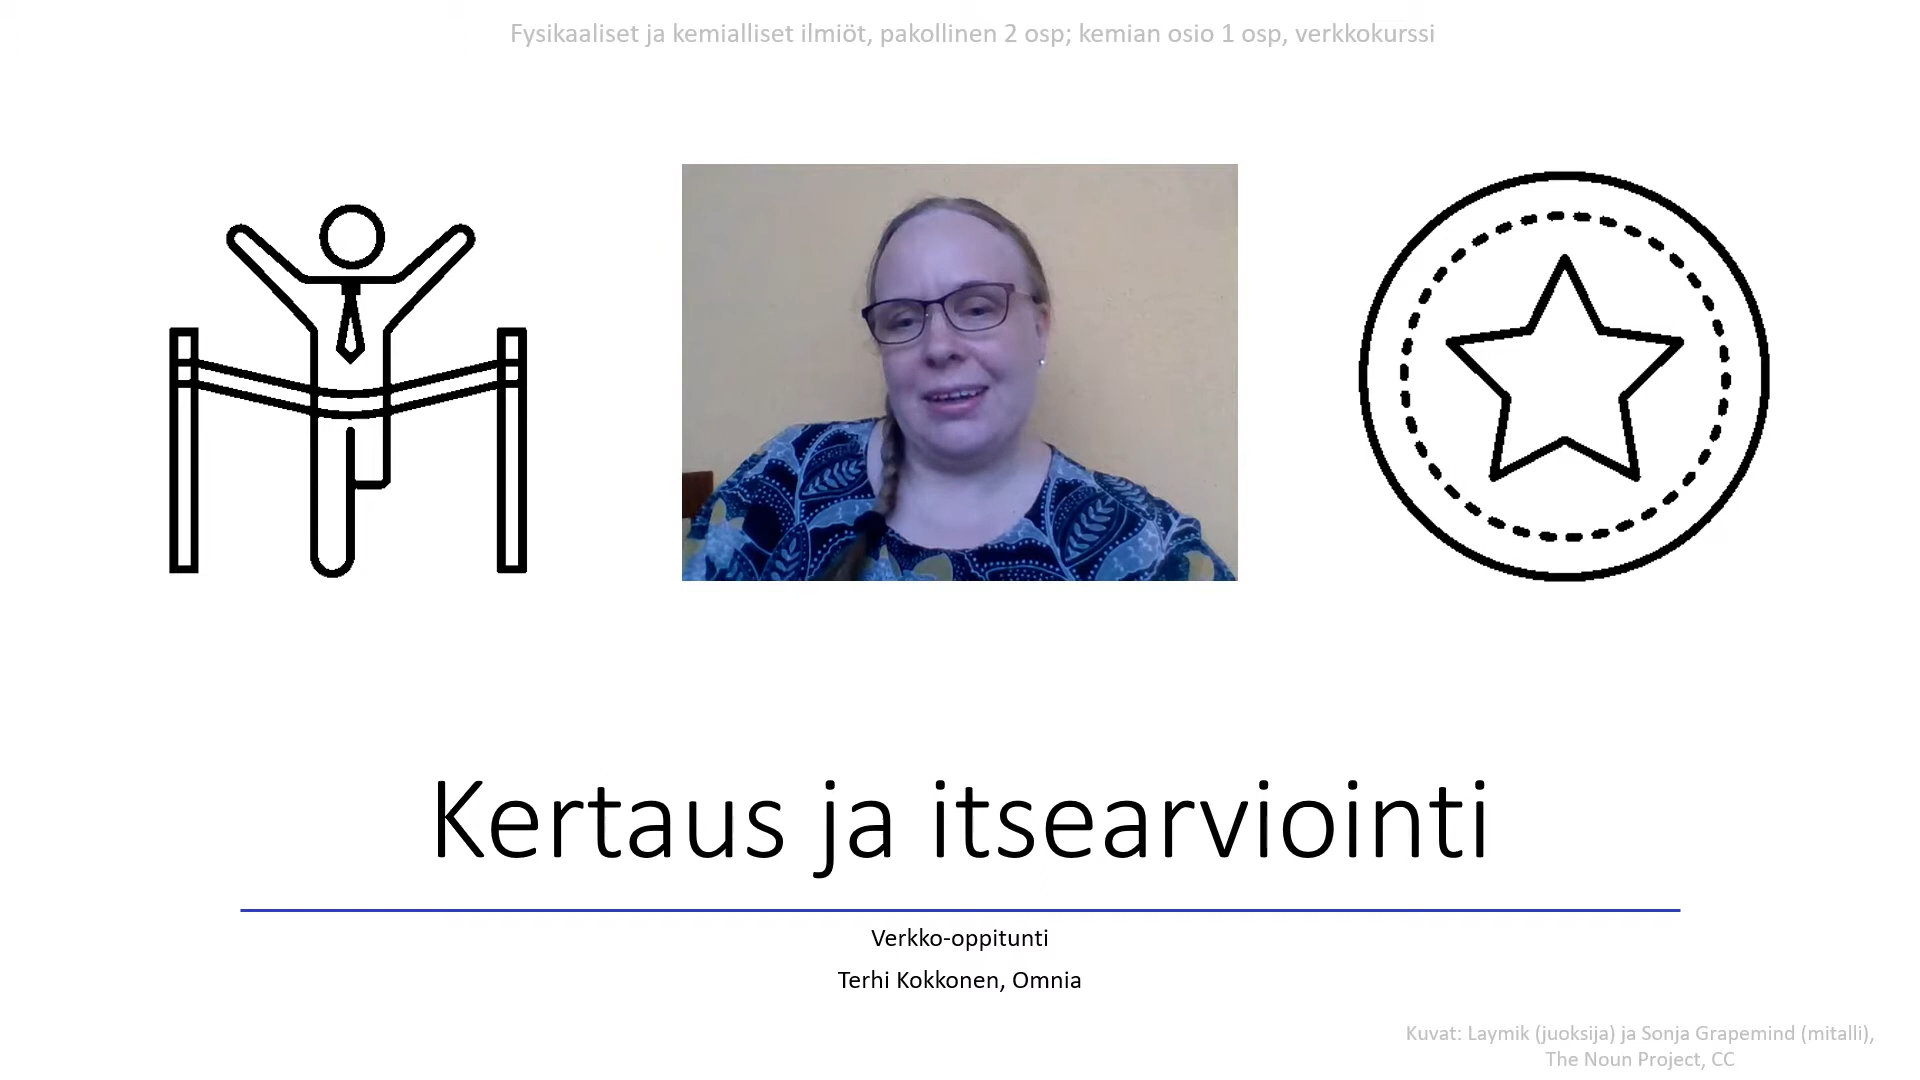 Fysikaaliset ja kemialliset ilmiöt, pakollinen 2 osp; kemian osio 1 osp, verkkokurssi
Kertaus ja itsearviointi
Verkko-oppitunti
Terhi Kokkonen, Omnia
Kuvat: Laymik (juoksija) ja Sonja Grapemind (mitalli),
The Noun Project, CC